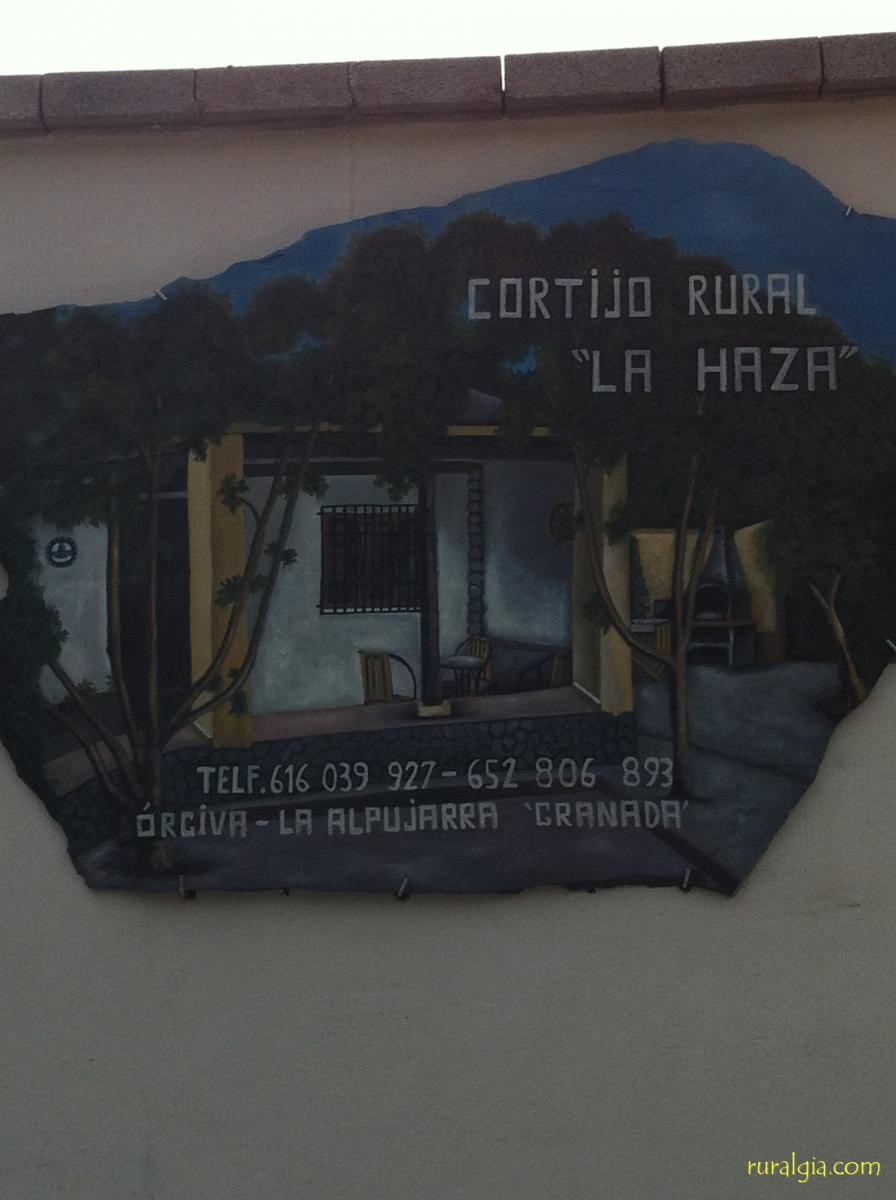 CORTIJO RURAL
"LA HAZA"
TELF. 616 039 927 - 652 806 893
ÓRGIVA - LA ALPUJARRA 'GRANADA'
ruralgia.com